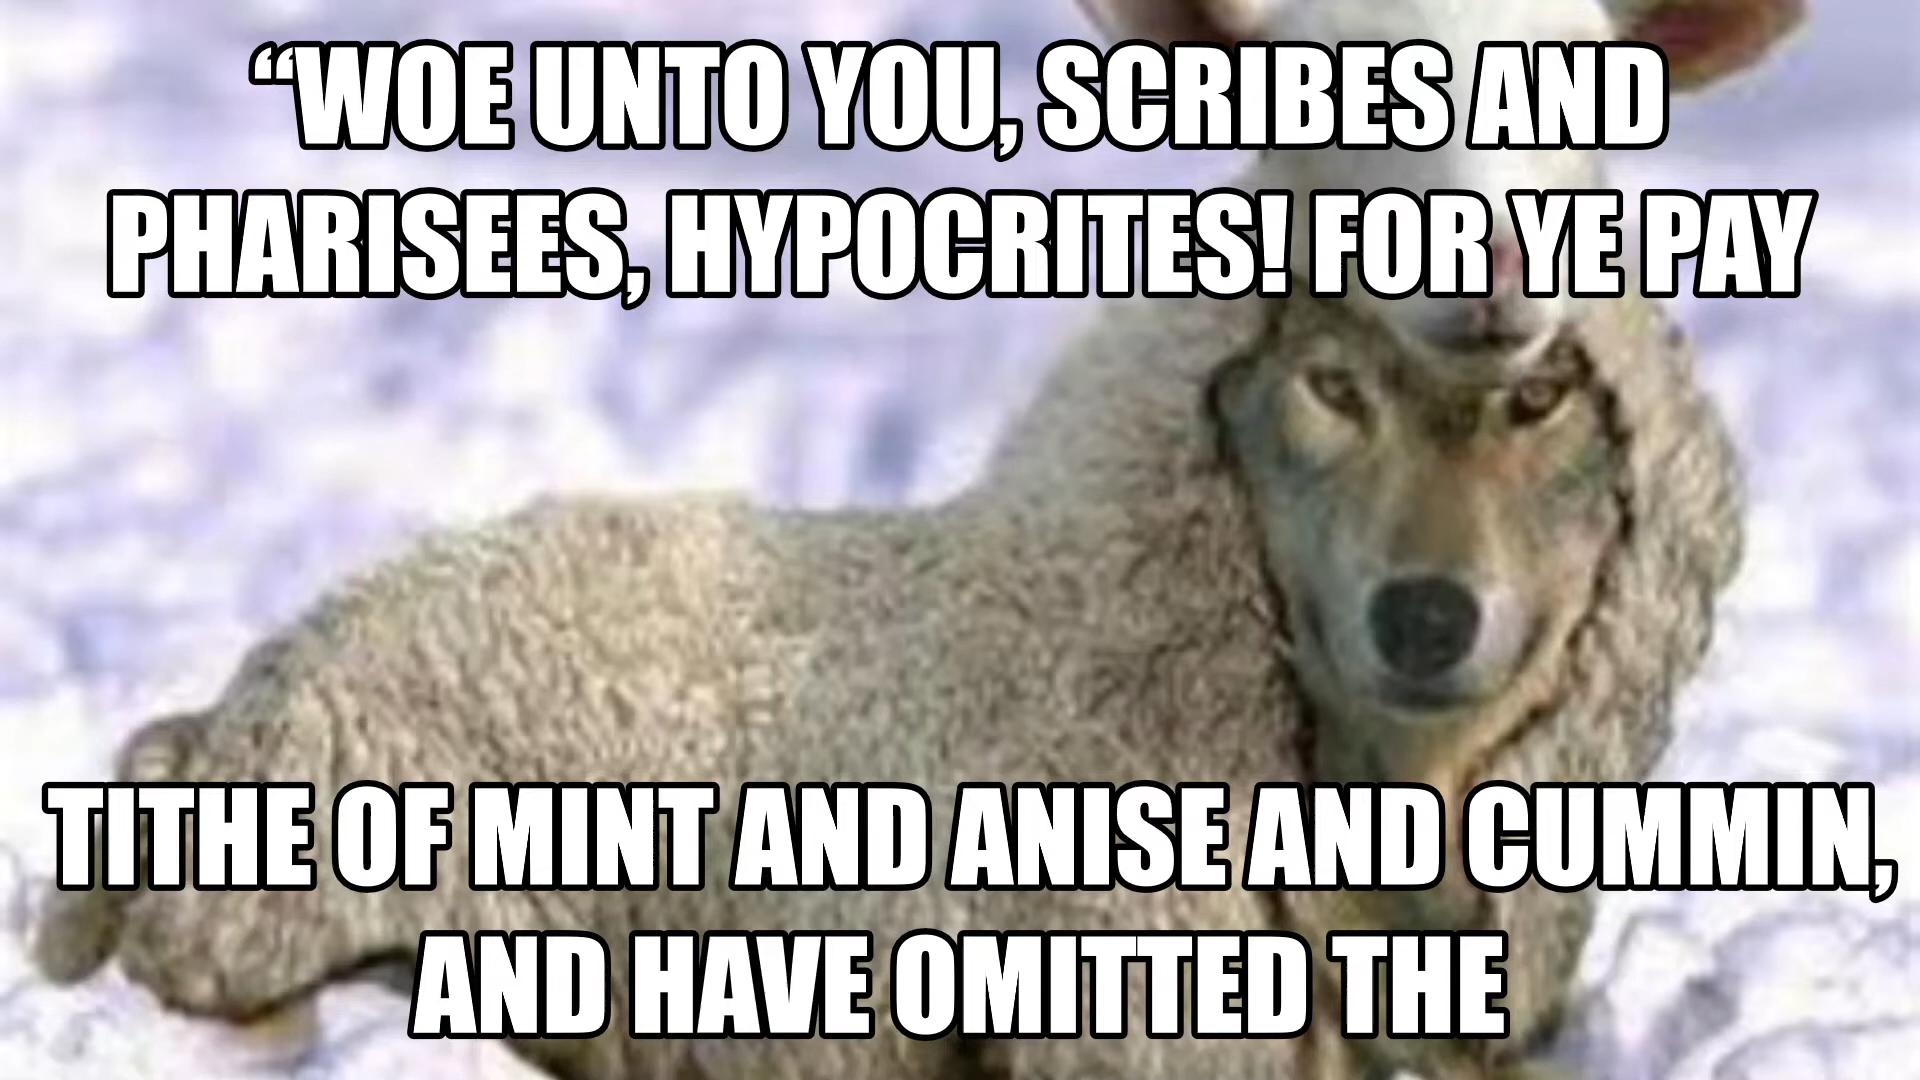 “WOE UNTO YOU, SCRIBES AND
PHARISEES, HYPOCRITES! FOR YE PAY
TITHE OF MINT AND ANISE AND CUMMIN,
AND HAVE OMITTED THE